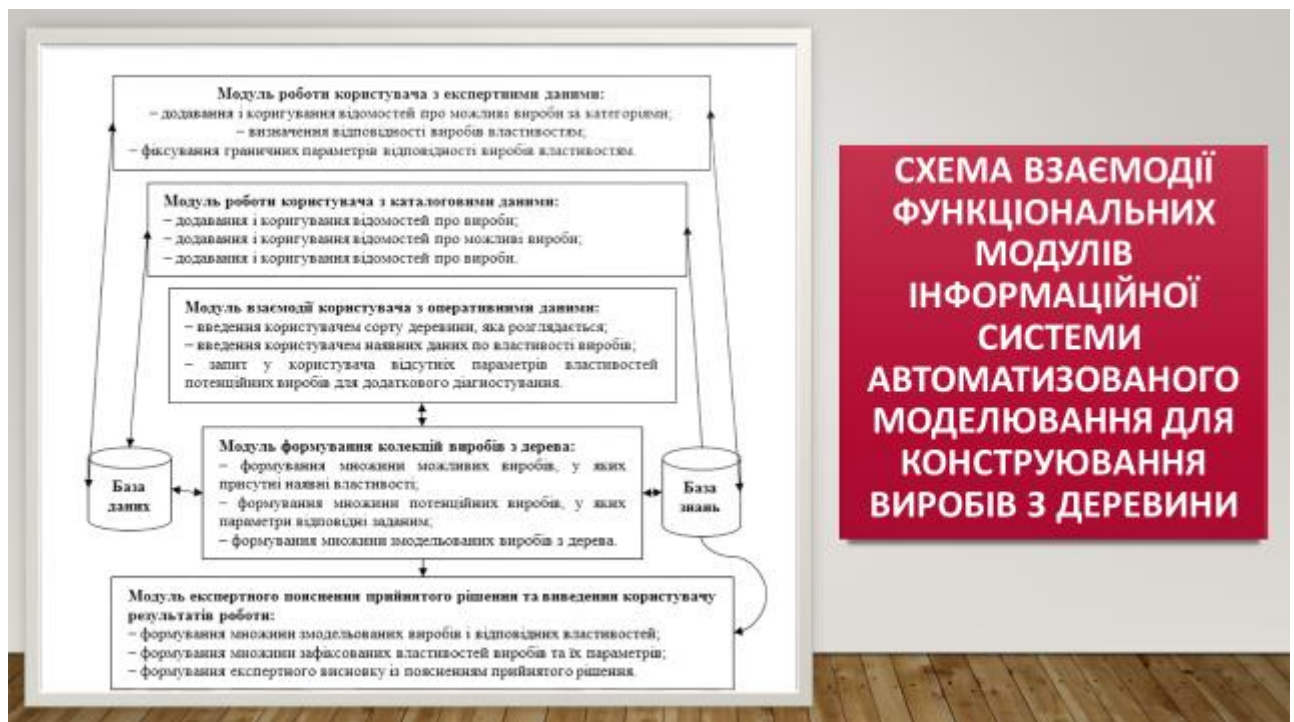 Модуль роботи користувача з експертними даними:
– додавання і коригування відомостей про можливі вироби за категоріями;
– визначення відповідності виробів властивостям;
– фіксування граничних параметрів відповідності виробів властивостям.
Модуль роботи користувача з каталоговими даними:
– додавання і коригування відомостей про вироби;
– додавання і коригування відомостей про можливі вироби;
– додавання і коригування відомостей про вироби.
Модуль взаємодії користувача з оперативними даними:
– введення користувачем сорту деревини, яка розглядається;
– введення користувачем наявних даних по властивості виробів;
– запит у користувача відсутніх параметрів властивостей
потенційних виробів для додаткового діагностування.
Модуль формування колекцій виробів з дерева:
– формування множини можливих виробів, у яких
присутні наявні властивості;
– формування множини потенційних виробів, у яких
параметри відповідні заданим;
– формування множини змодельованих виробів з дерева.
База
даних
База
знань
Модуль експертного пояснення прийнятого рішення та виведення користувачу
результатів роботи:
– формування множини змодельованих виробів і відповідних властивостей;
– формування множини зафіксованих властивостей виробів та їх параметрів;
– формування експертного висновку із поясненням прийнятого рішення.
СХЕМА ВЗАЄМОДІЇ
ФУНКЦІОНАЛЬНИХ
МОДУЛІВ
ІНФОРМАЦІЙНОЇ
СИСТЕМИ
АВТОМАТИЗОВАНОГО
МОДЕЛЮВАННЯ ДЛЯ
КОНСТРУЮВАННЯ
ВИРОБІВ З ДЕРЕВИНИ